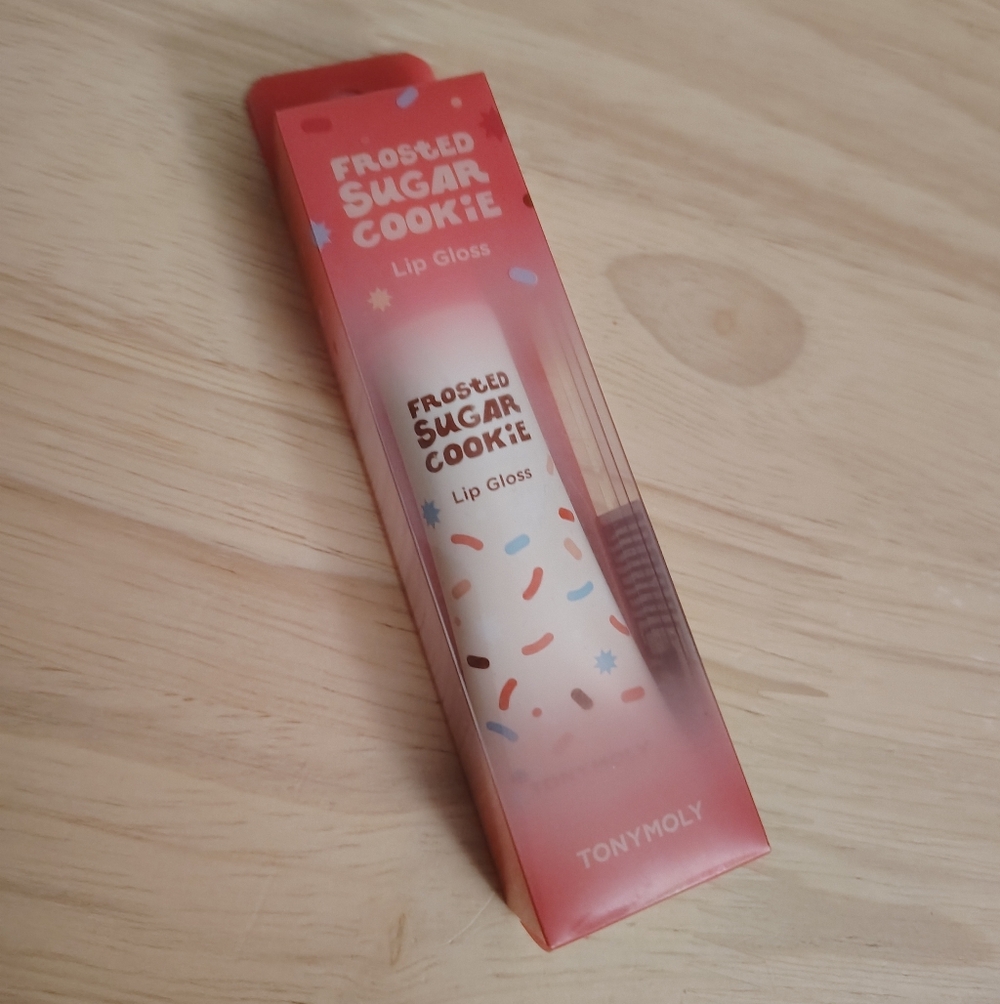 FROStED
SUGAR
COOKiE
Lip Gloss
FROStED
SUGAR
COOKiE
Lip Gloss
TONYMOLY